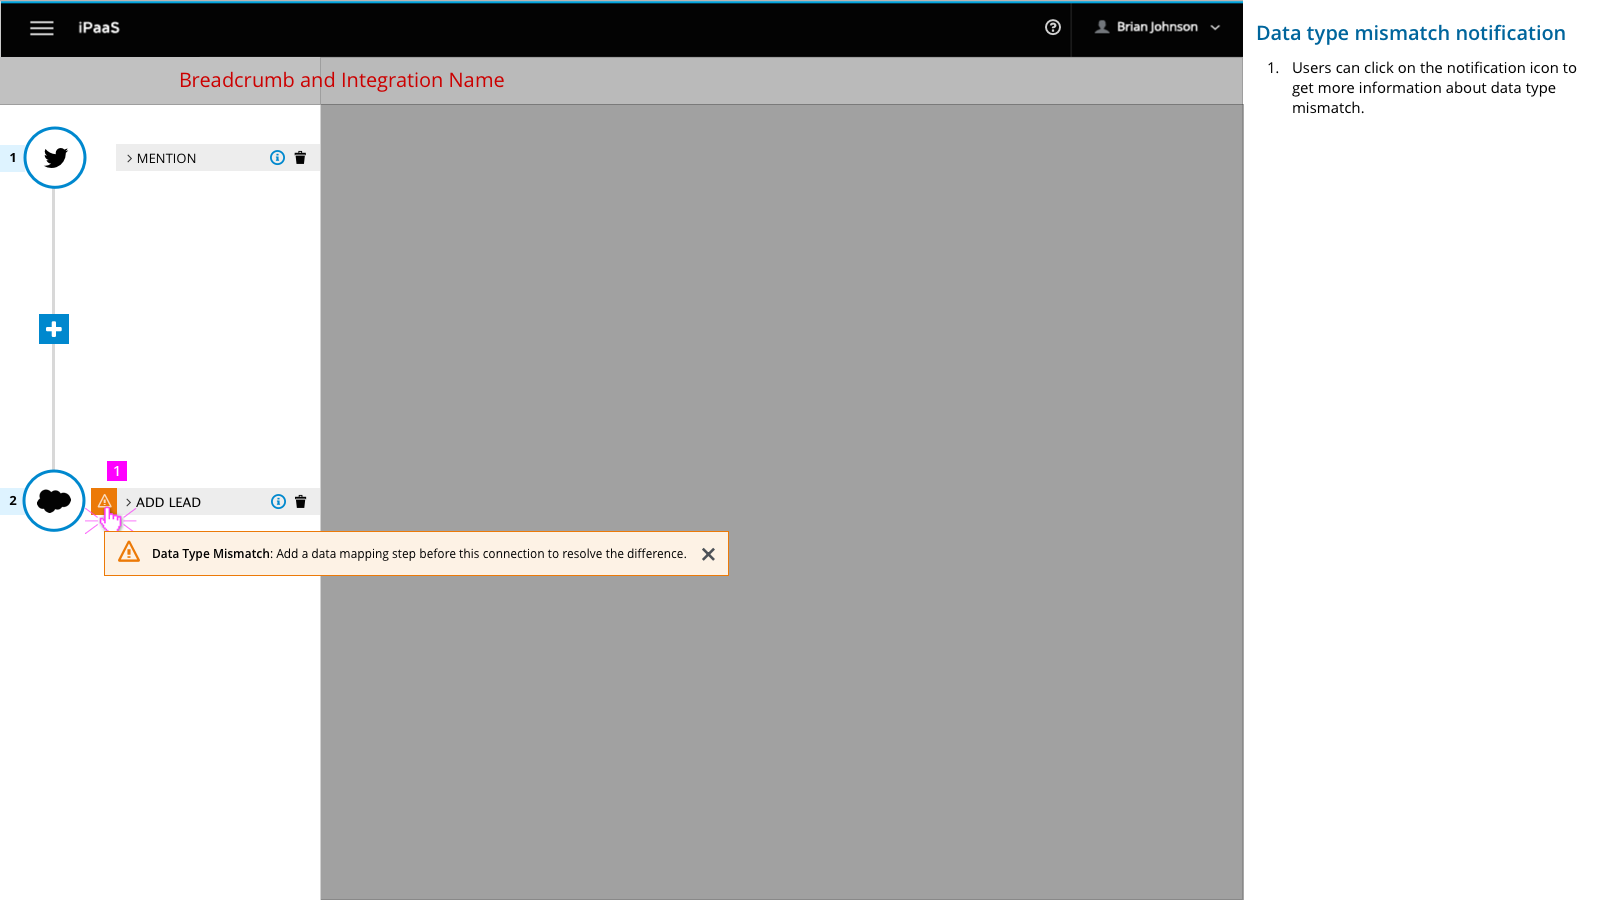 iPaaS
Brian Johnson
Breadcrumb and Integration Name
1
MENTION
1
2
ADD LEAD
Data Type Mismatch: Add a data mapping step before this connection to resolve the difference.
Data type mismatch notification
1. Users can click on the notification icon to
get more information about data type
mismatch.